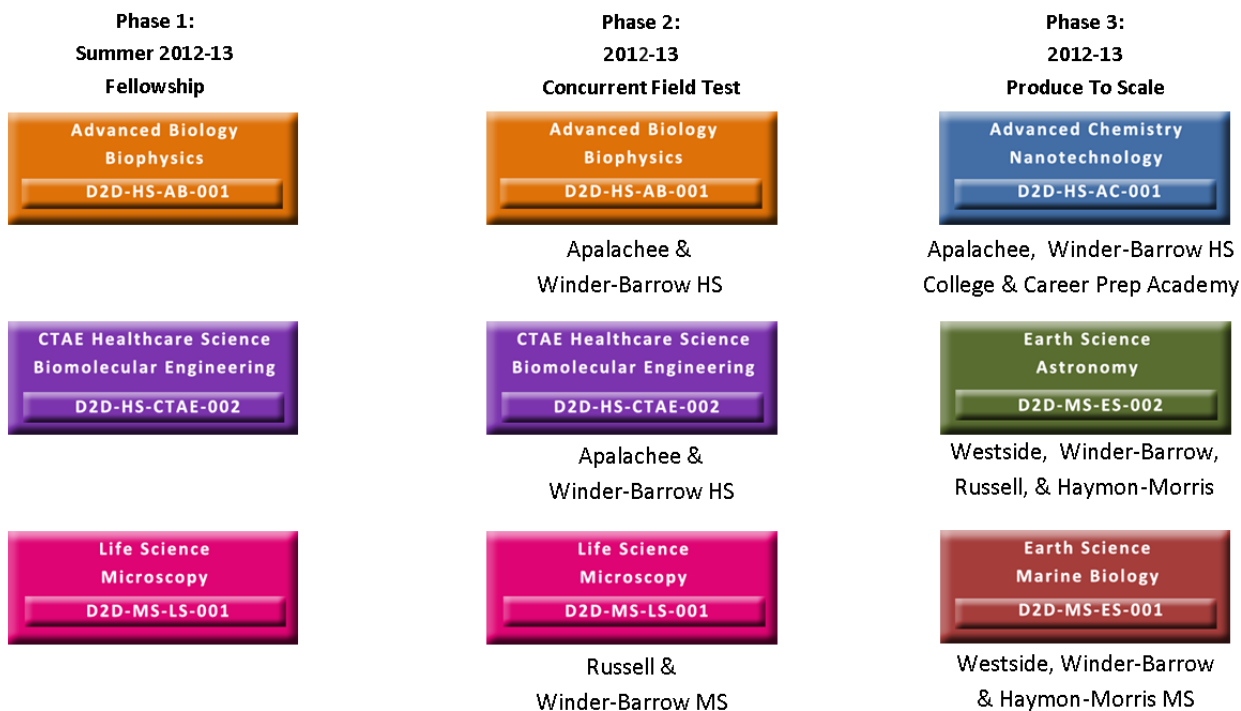 Phase 1:
Summer 2012-13
Fellowship
Advanced Biology
Biophysics
D2D-HS-AB-001
CTAE Healthcare Science
Biomolecular Engineering
D2D-HS-CTAE-002
Life Science
Microscopy
D2D-MS-LS-001
Phase 2:
2012-13
Concurrent Field Test
Advanced Biology
Biophysics
D2D-HS-AB-001
Apalachee &
Winder-Barrow HS
CTAE Healthcare Science
Biomolecular Engineering
D2D-HS-CTAE-002
Apalachee &
Winder-Barrow HS
Life Science
Microscopy
D2D-MS-LS-001
Russell &
Winder-Barrow MS
Phase 3:
2012-13
Produce To Scale
Advanced Chemistry
Nanotechnology
D2D-HS-AC-001
Apalachee, Winder-Barrow HS
College & Career Prep Academy
Earth Science
Astronomy
D2D-MS-ES-002
Westside, Winder-Barrow,
Russell, & Haymon-Morris
Earth Science
Marine Biology
D2D-MS-ES-001
Westside, Winder-Barrow
& Haymon-Morris MS